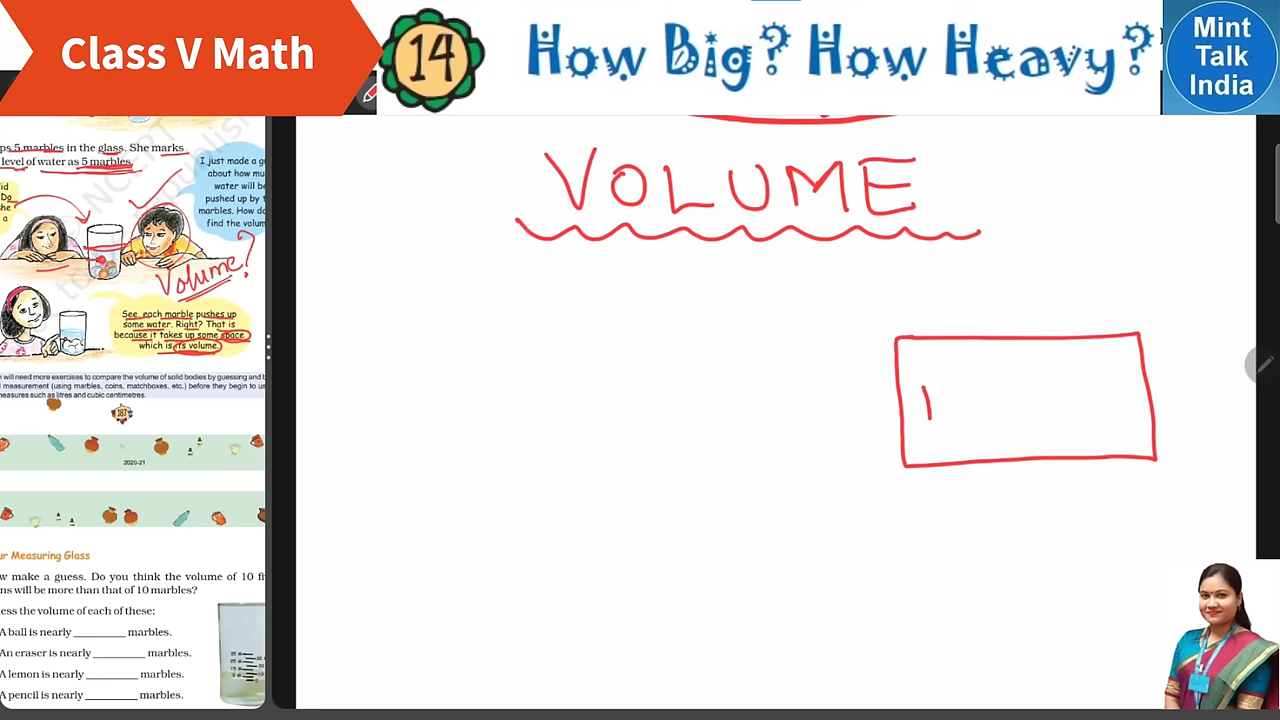 Class V Math
14
How Big? How Heavy?
Mint
Talk
India
ps 5 marbles in the glass. She marks
level of water as 5 marbles.
I just made a g
about how mu
water will be
pushed up by t
marbles. How do
find the volum
id
Do
she
a
Volume?
See, each marble pushes up
some water. Right? That is
because it takes up some space
which is its volume.
will need more exercises to compare the volume of solid bodies by guessing and b
measurement (using marbles, coins, matchboxes, etc.) before they begin to us
measures such as litres and cubic centimetres.
187
2020-21
ur Measuring Glass
w make a guess. Do you think the volume of 10 fi
ns will be more than that of 10 marbles?
ess the volume of each of these:
A ball is nearly ________ marbles.
An eraser is nearly ________ marbles.
A lemon is nearly ________ marbles.
A pencil is nearly ________ marbles.
VOLUME